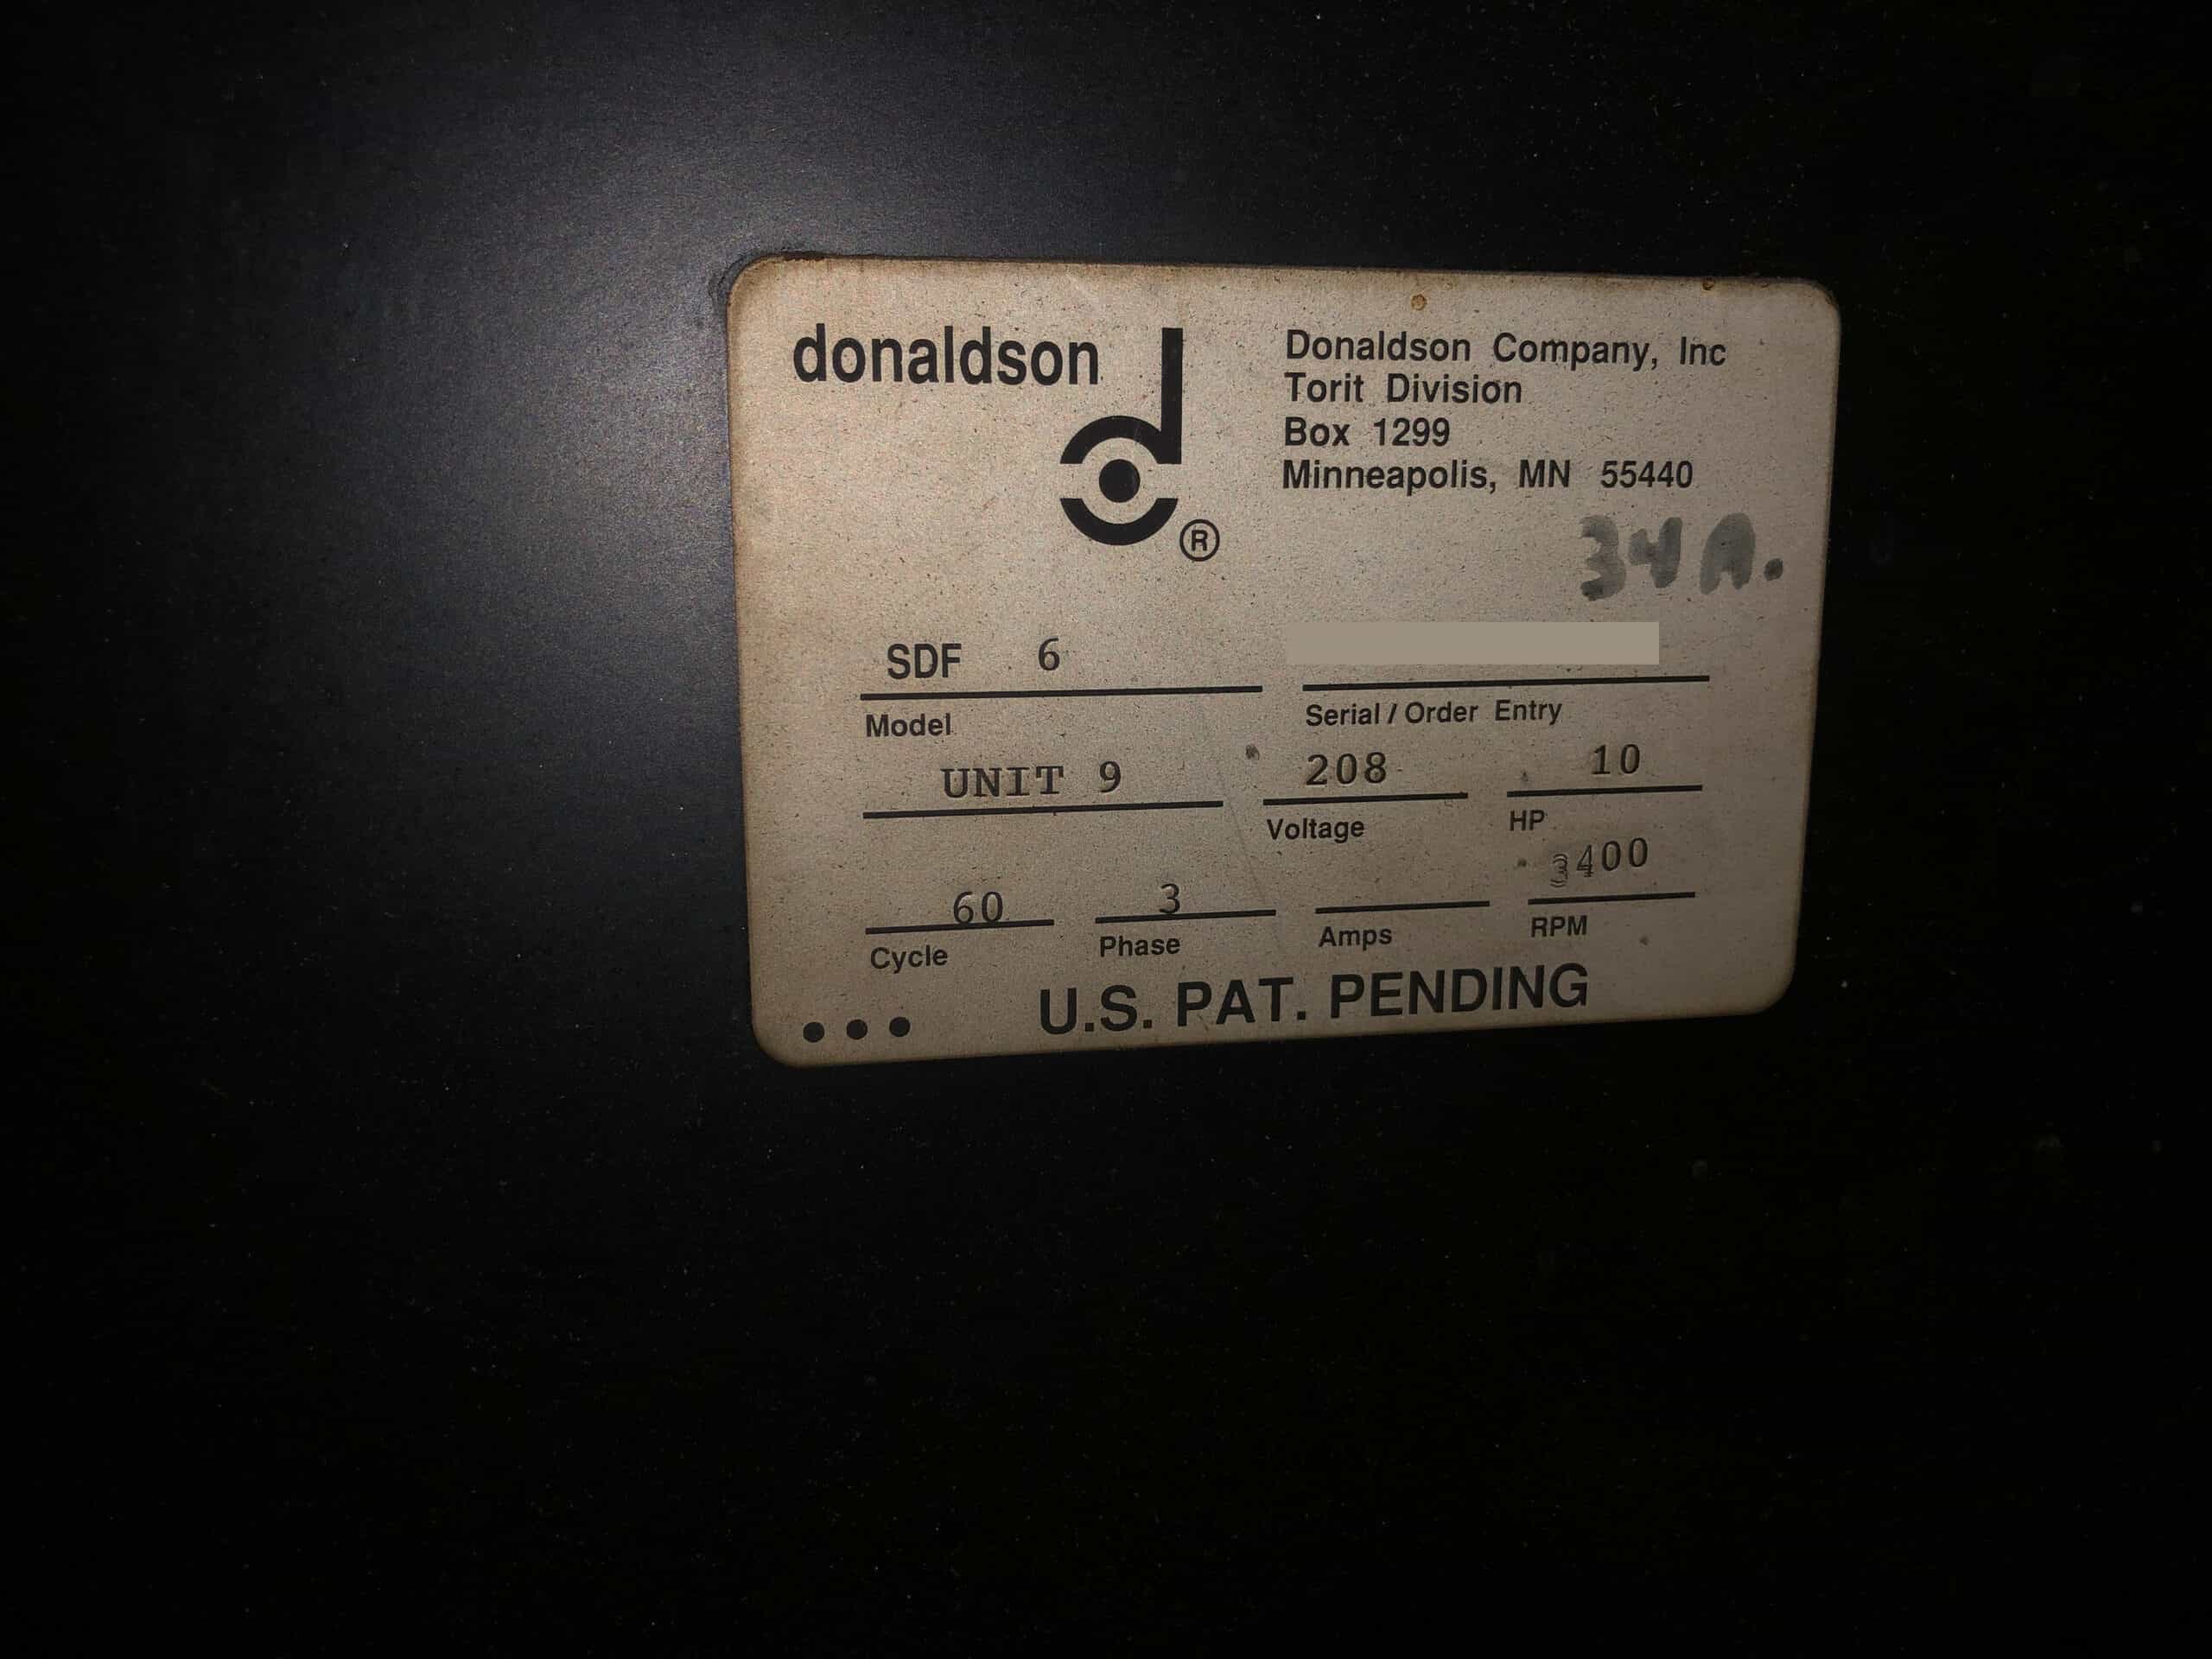 donaldson
®
Donaldson Company, Inc
Torit Division
Box 1299
Minneapolis, MN 55440
34A.
SDF 6
Model
Serial / Order Entry
UNIT 9
208
Voltage
10
HP
60
Cycle
3
Phase
Amps
3400
RPM
U.S. PAT. PENDING